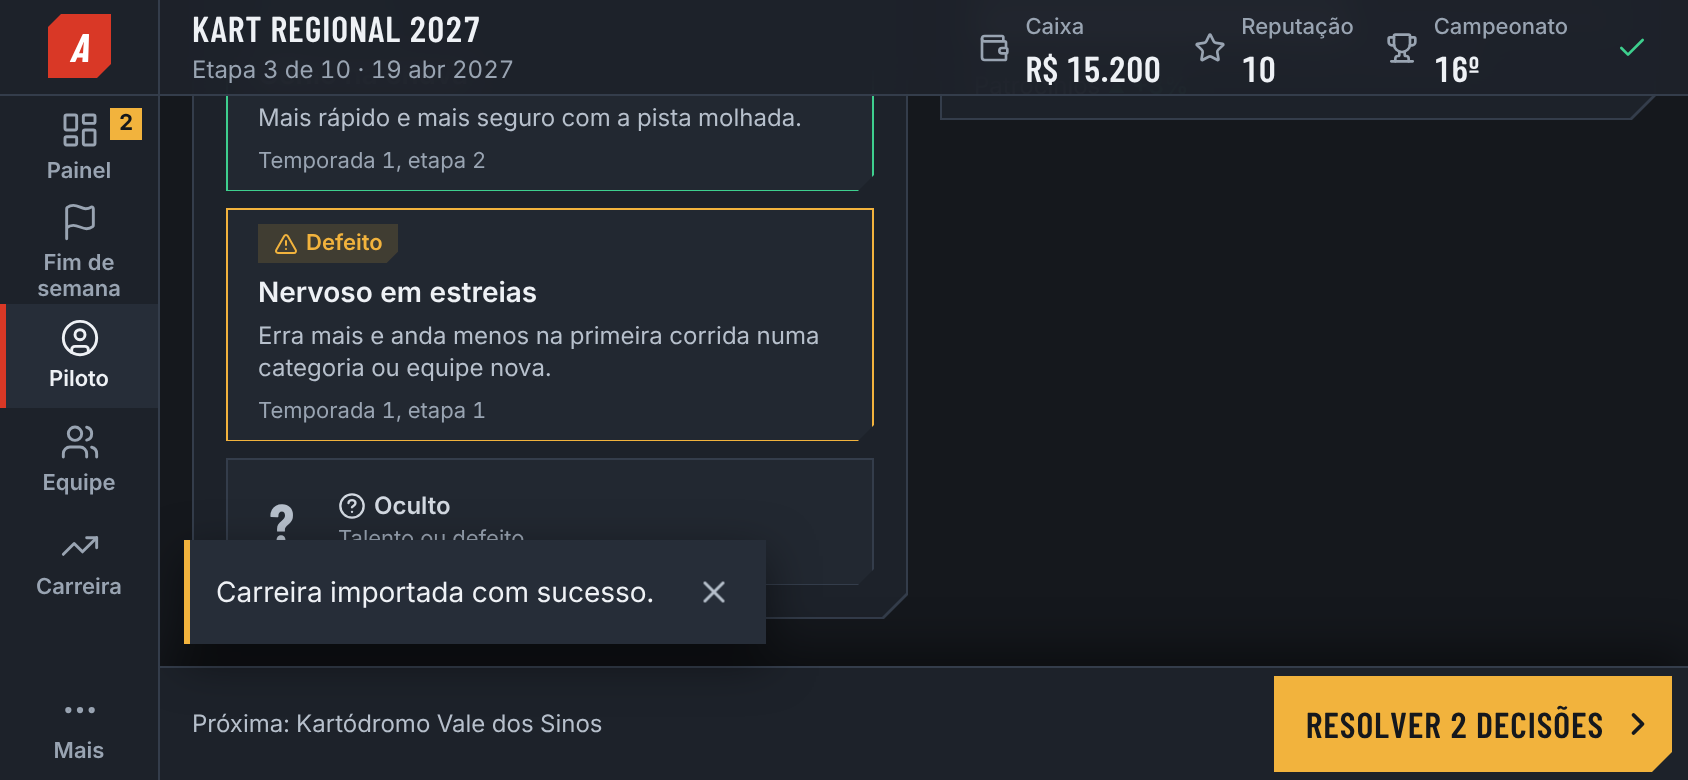 A
KART REGIONAL 2027
Etapa 3 de 10 · 19 abr 2027
Caixa
R$ 15.200
Reputação
10
Campeonato
16º
2
Painel
Fim de
semana
Piloto
Equipe
Carreira
Mais
Mais rápido e mais seguro com a pista molhada.
Temporada 1, etapa 2
Defeito
Nervoso em estreias
Erra mais e anda menos na primeira corrida numa
categoria ou equipe nova.
Temporada 1, etapa 1
?
Oculto
Talento ou defeito
Carreira importada com sucesso.
Próxima: Kartódromo Vale dos Sinos
RESOLVER 2 DECISÕES